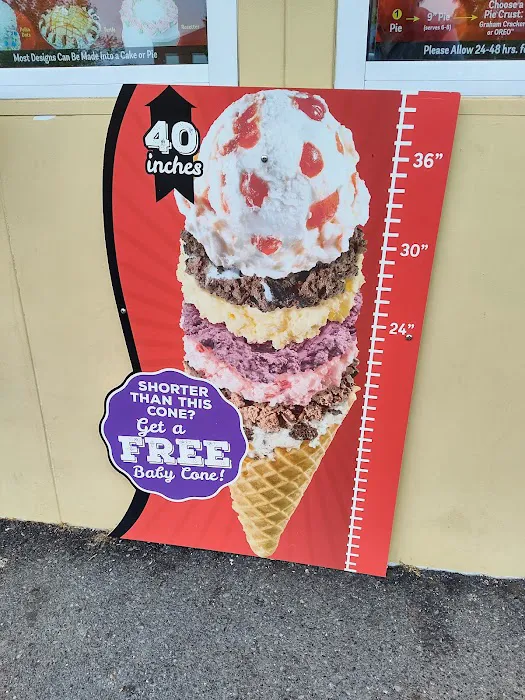 Most Designs Can Be Made Into a Cake or Pie
1
Pie
9" Pie
(serves 6-8)
Choose a
Pie Crust:
Graham Cracker
or OREO
Please Allow 24-48 hrs. f
40
inches
36"
30"
24"
SHORTER
THAN THIS
CONE?
Get a
FREE
Baby Cone!